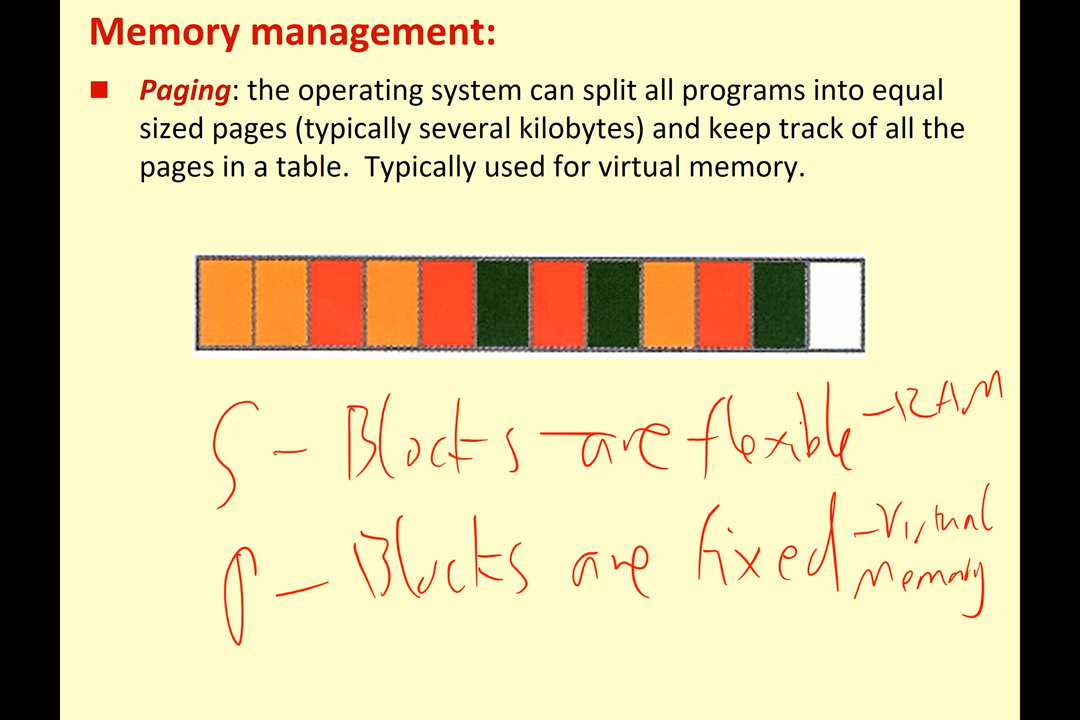 Memory management:
Paging: the operating system can split all programs into equal
sized pages (typically several kilobytes) and keep track of all the
pages in a table. Typically used for virtual memory.
S - Blocks are flexible - RAM
P - Blocks are fixed - Virtual
Memory